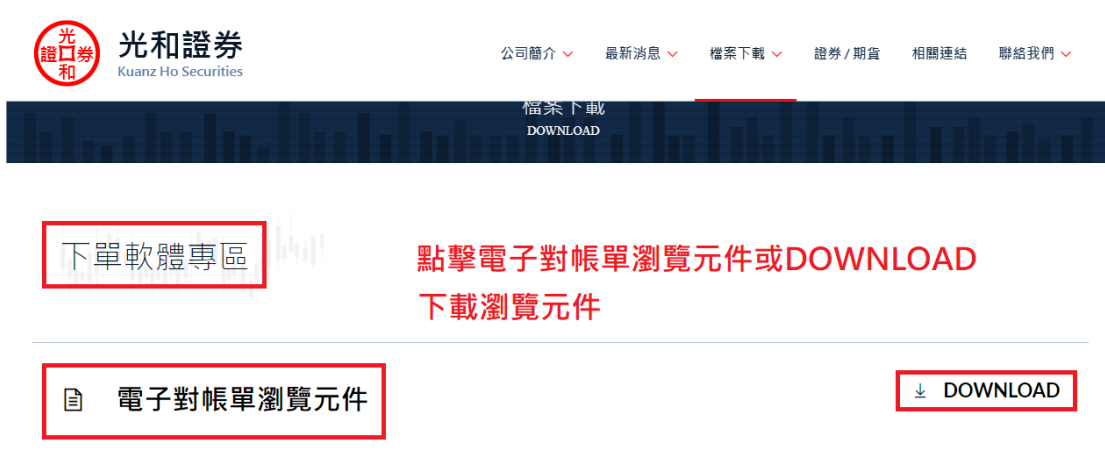 光
證口券
和
光和證券
Kuanz Ho Securities
公司簡介 最新消息 檔案下載 證券/期貨 相關連結 聯絡我們
檔案下載
DOWNLOAD
下單軟體專區
點擊電子對帳單瀏覽元件或DOWNLOAD
下載瀏覽元件
電子對帳單瀏覽元件
DOWNLOAD